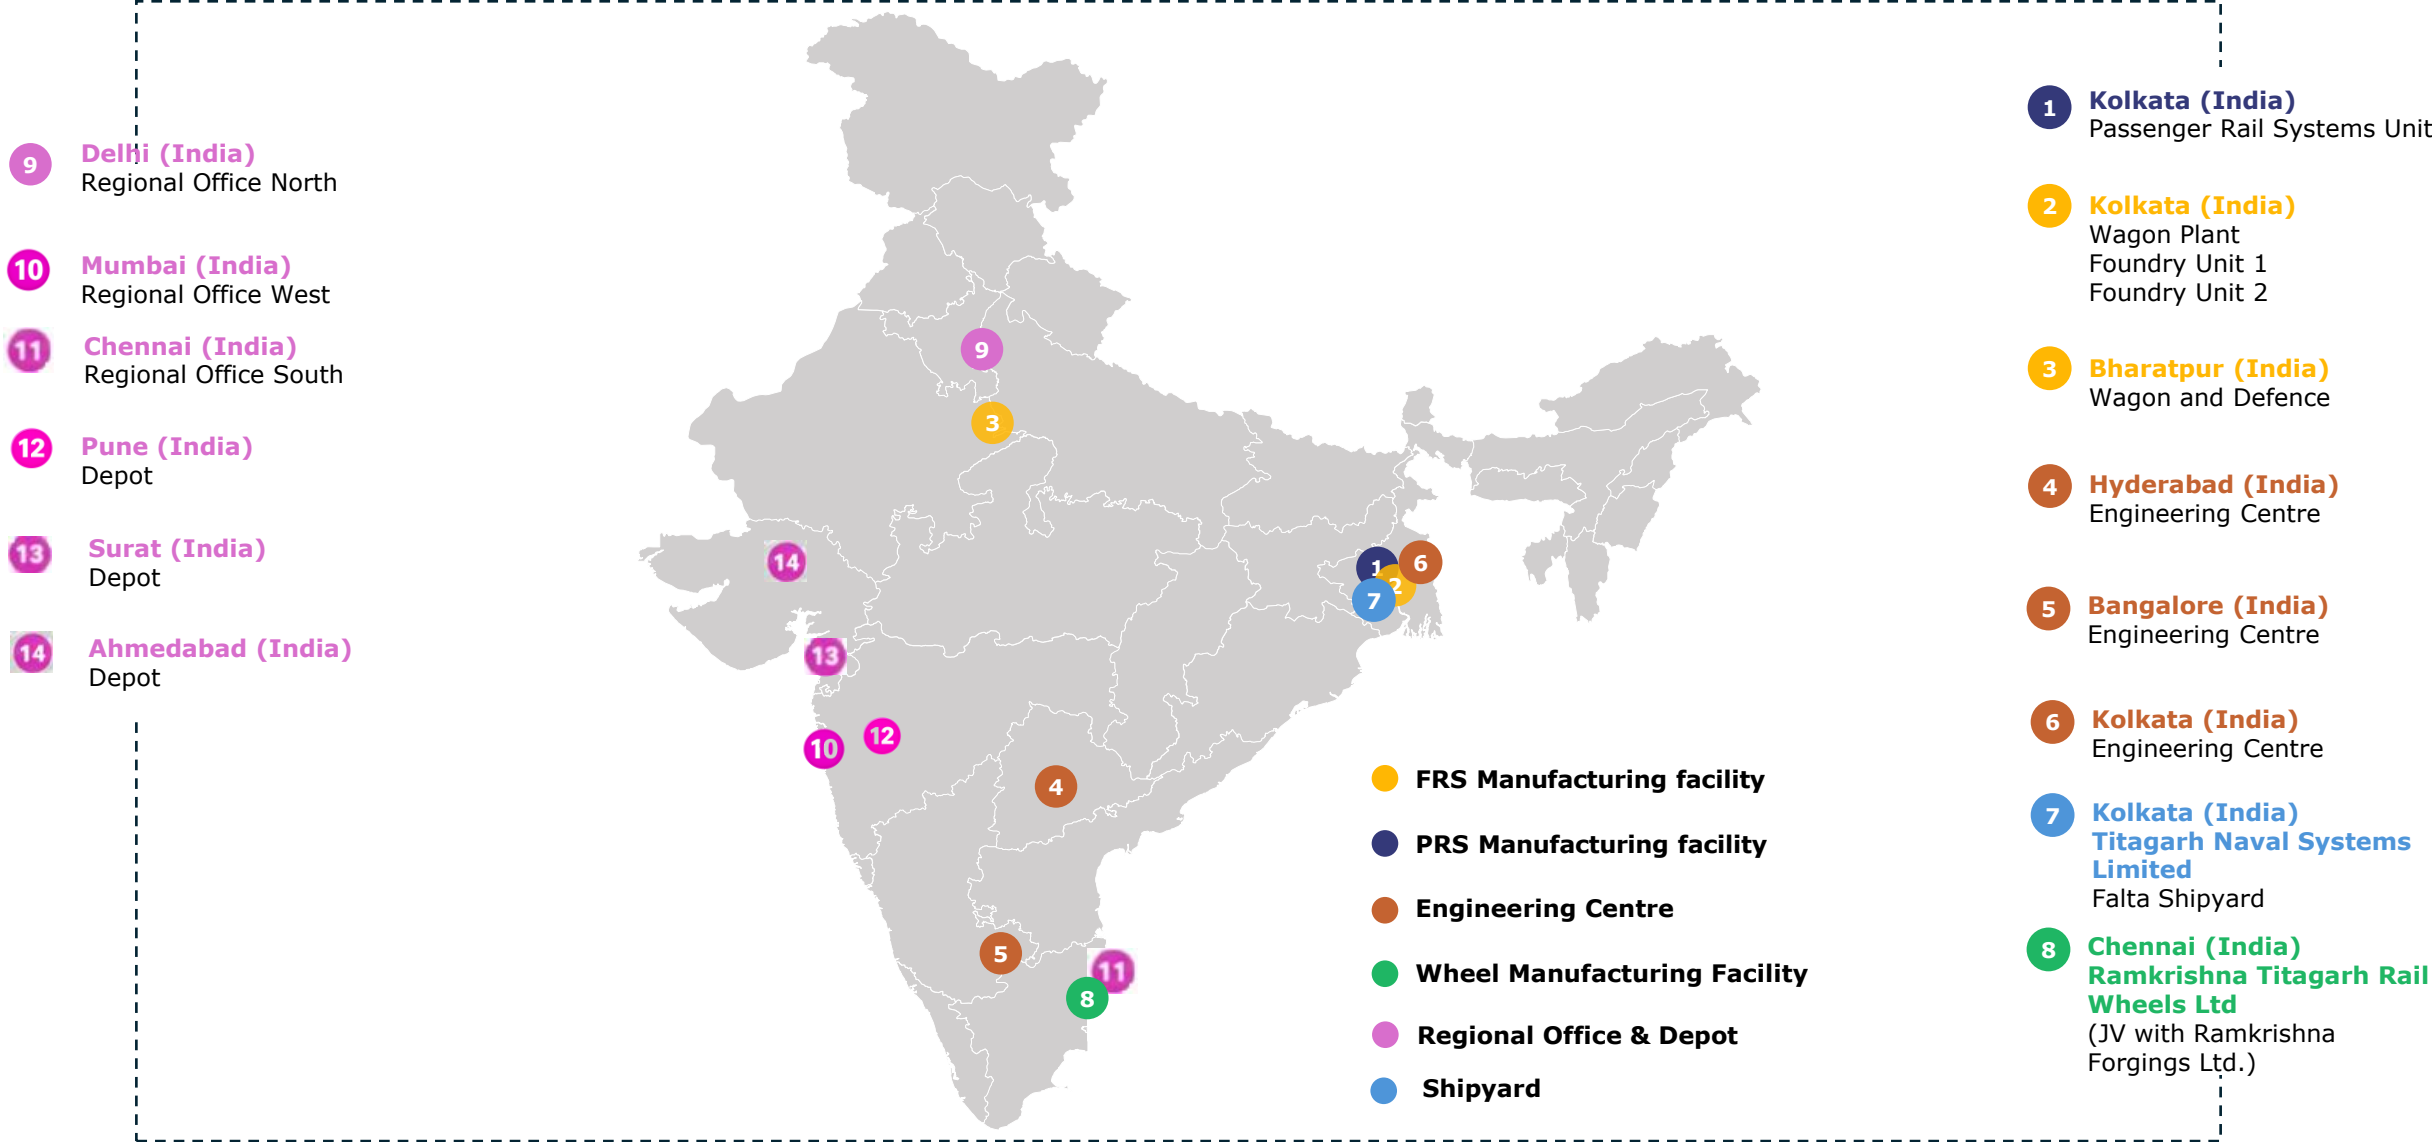 9
Delhi (India)
Regional Office North
10
Mumbai (India)
Regional Office West
11
Chennai (India)
Regional Office South
12
Pune (India)
Depot
13
Surat (India)
Depot
14
Ahmedabad (India)
Depot
9
3
14
13
10
12
4
5
11
8
1
2
6
7
FRS Manufacturing facility
PRS Manufacturing facility
Engineering Centre
Wheel Manufacturing Facility
Regional Office & Depot
Shipyard
1
Kolkata (India)
Passenger Rail Systems Unit
2
Kolkata (India)
Wagon Plant
Foundry Unit 1
Foundry Unit 2
3
Bharatpur (India)
Wagon and Defence
4
Hyderabad (India)
Engineering Centre
5
Bangalore (India)
Engineering Centre
6
Kolkata (India)
Engineering Centre
7
Kolkata (India)
Titagarh Naval Systems
Limited
Falta Shipyard
8
Chennai (India)
Ramkrishna Titagarh Rail
Wheels Ltd
(JV with Ramkrishna
Forgings Ltd.)